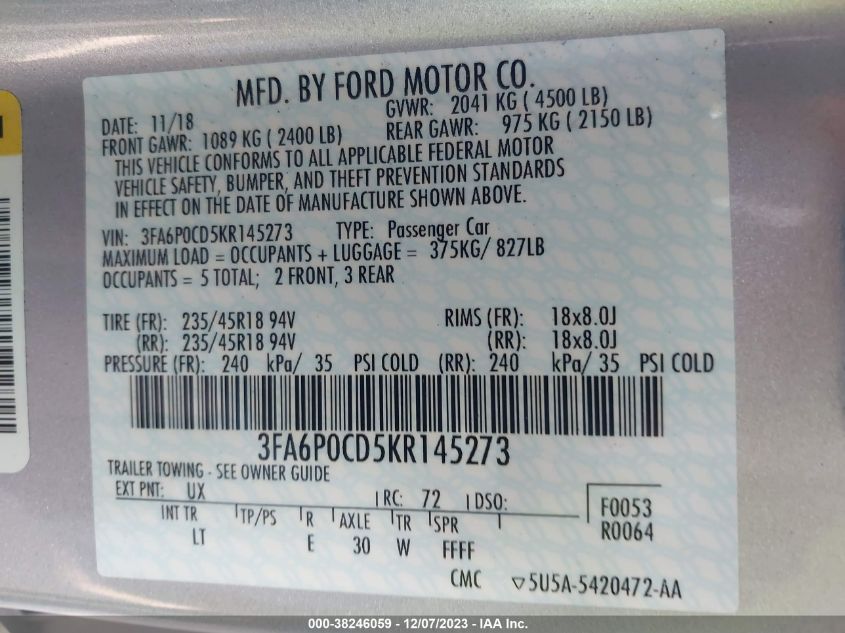 MFD. BY FORD MOTOR CO.
DATE: 11/18 GVWR: 2041 KG ( 4500 LB)
FRONT GAWR: 1089 KG ( 2400 LB) REAR GAWR: 975 KG ( 2150 LB)
THIS VEHICLE CONFORMS TO ALL APPLICABLE FEDERAL MOTOR
VEHICLE SAFETY, BUMPER, AND THEFT PREVENTION STANDARDS
IN EFFECT ON THE DATE OF MANUFACTURE SHOWN ABOVE.
VIN: 3FA6P0CD5KR145273 TYPE: Passenger Car
MAXIMUM LOAD = OCCUPANTS + LUGGAGE = 375KG/ 827LB
OCCUPANTS = 5 TOTAL; 2 FRONT, 3 REAR
TIRE (FR): 235/45R18 94V RIMS (FR): 18x8.0J
(RR): 235/45R18 94V (RR): 18x8.0J
PRESSURE (FR): 240 kPa/ 35 PSI COLD (RR): 240 kPa/ 35 PSI COLD
3FA6P0CD5KR145273
TRAILER TOWING - SEE OWNER GUIDE
EXT PNT: UX RC: 72 DSO: F0053
INT TR TP/PS R AXLE TR SPR R0064
LT E 30 W FFFF
CMC ▽5U5A-5420472-AA
000-38246059 - 12/07/2023 - IAA Inc.